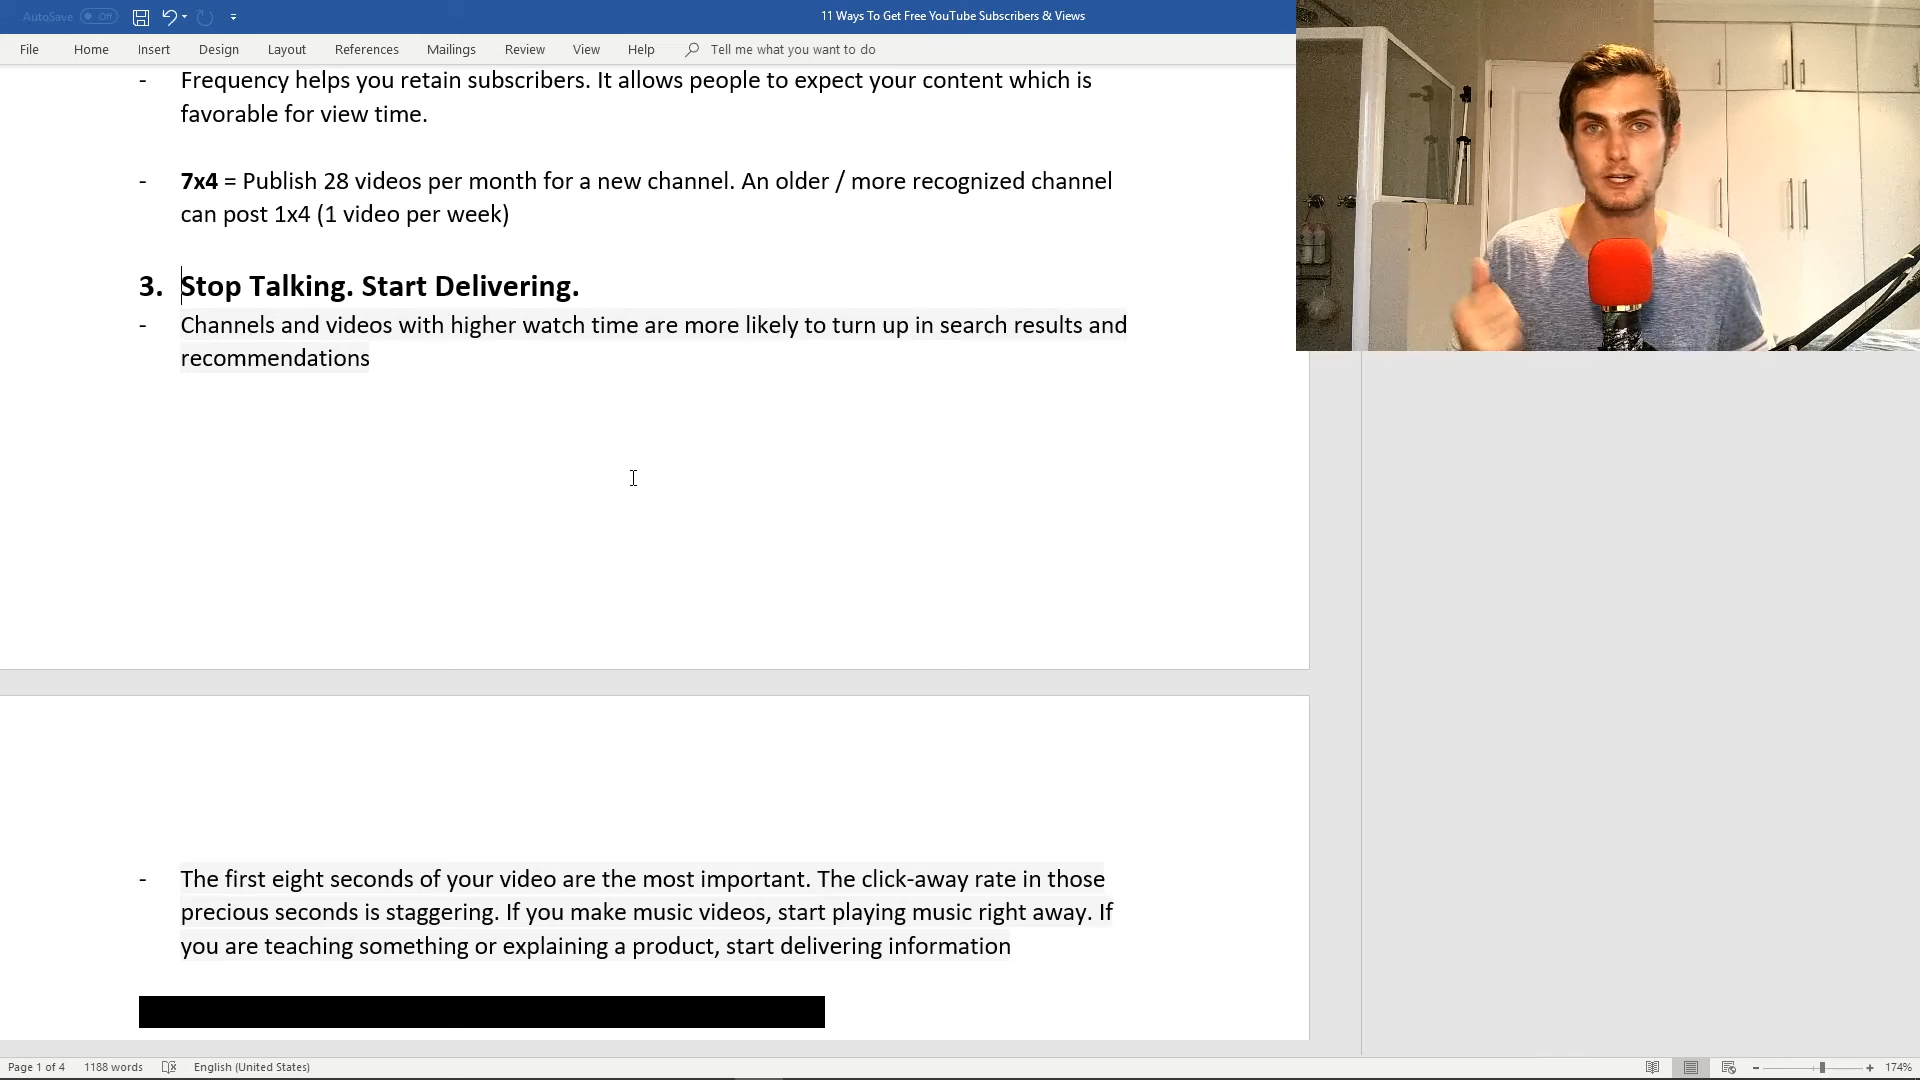 AutoSave Off
11 Ways To Get Free YouTube Subscribers & Views
File Home Insert Design Layout References Mailings Review View Help Tell me what you want to do
- Frequency helps you retain subscribers. It allows people to expect your content which is
favorable for view time.
- 7x4 = Publish 28 videos per month for a new channel. An older / more recognized channel
can post 1x4 (1 video per week)
3. Stop Talking. Start Delivering.
- Channels and videos with higher watch time are more likely to turn up in search results and
recommendations
- The first eight seconds of your video are the most important. The click-away rate in those
precious seconds is staggering. If you make music videos, start playing music right away. If
you are teaching something or explaining a product, start delivering information
Page 1 of 4 1188 words English (United States) 174%